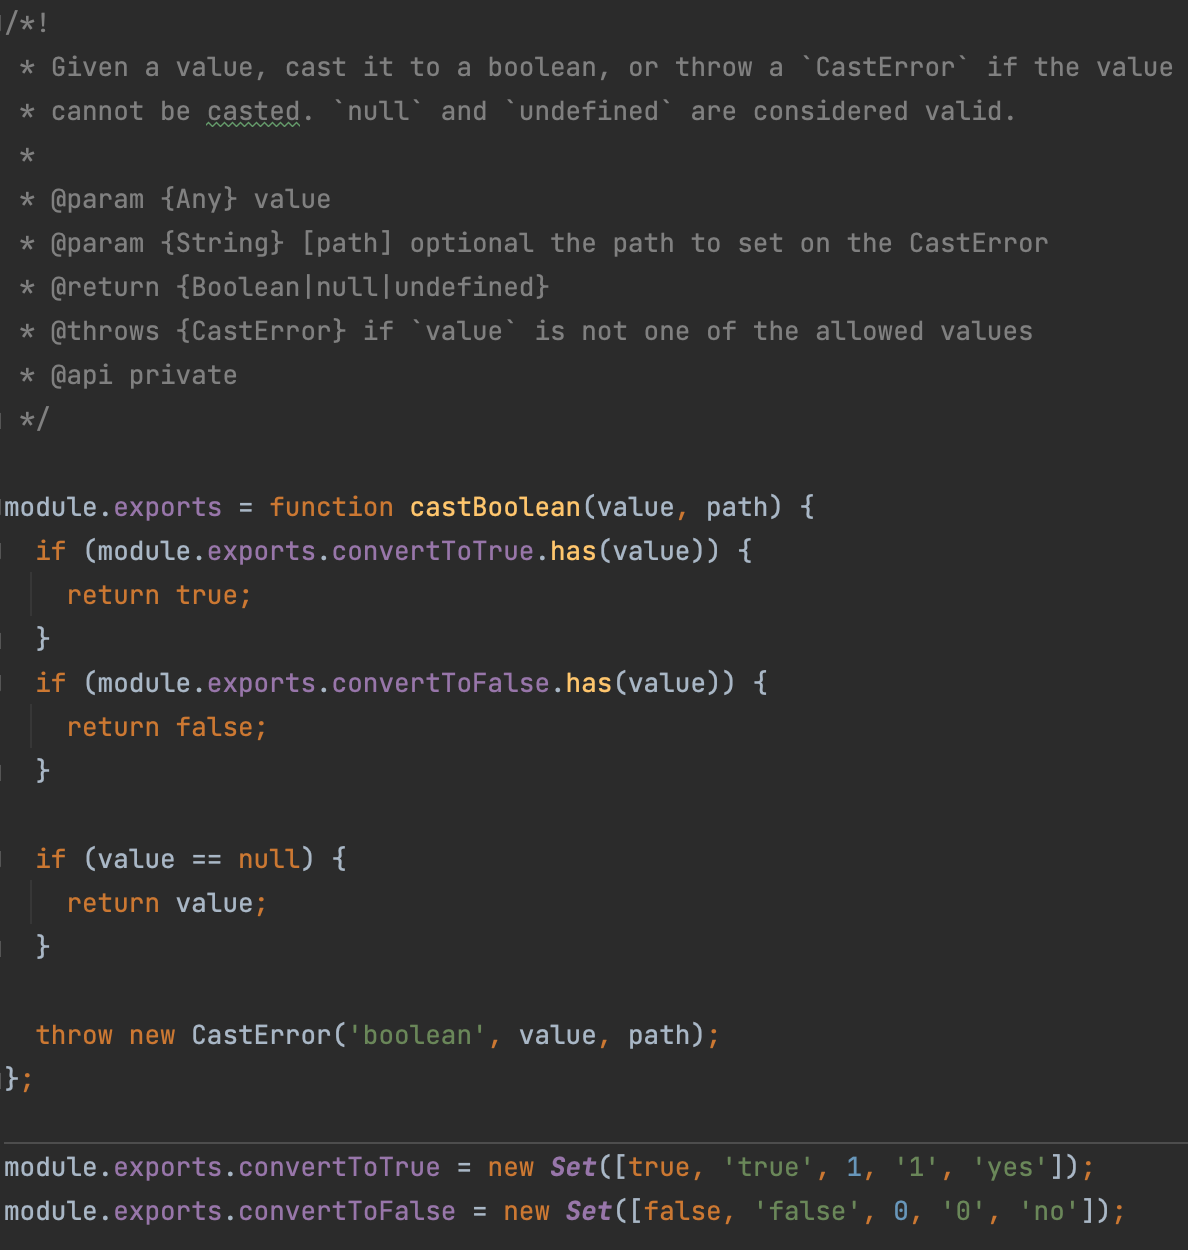 /*!
 * Given a value, cast it to a boolean, or throw a `CastError` if the value
 * cannot be casted. `null` and `undefined` are considered valid.
 *
 * @param {Any} value
 * @param {String} [path] optional the path to set on the CastError
 * @return {Boolean|null|undefined}
 * @throws {CastError} if `value` is not one of the allowed values
 * @api private
 */
module.exports = function castBoolean(value, path) {
  if (module.exports.convertToTrue.has(value)) {
    return true;
  }
  if (module.exports.convertToFalse.has(value)) {
    return false;
  }
  if (value == null) {
    return value;
  }
  throw new CastError('boolean', value, path);
};
module.exports.convertToTrue = new Set([true, 'true', 1, '1', 'yes']);
module.exports.convertToFalse = new Set([false, 'false', 0, '0', 'no']);